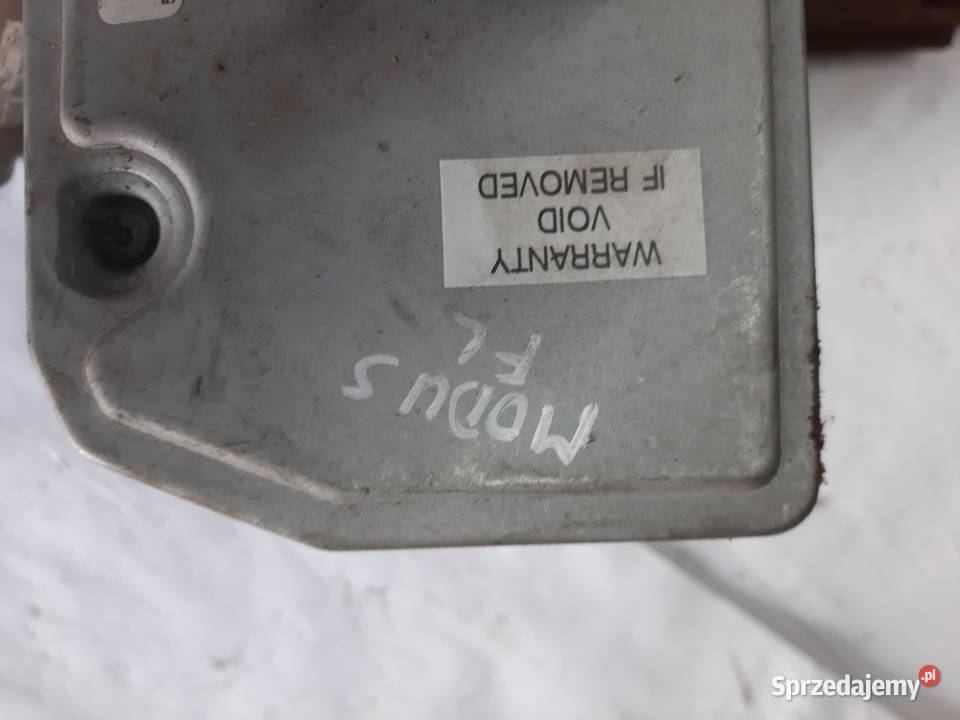 WARRANTY
VOID
IF REMOVED
MODUS
FL
Sprzedajemy.pl